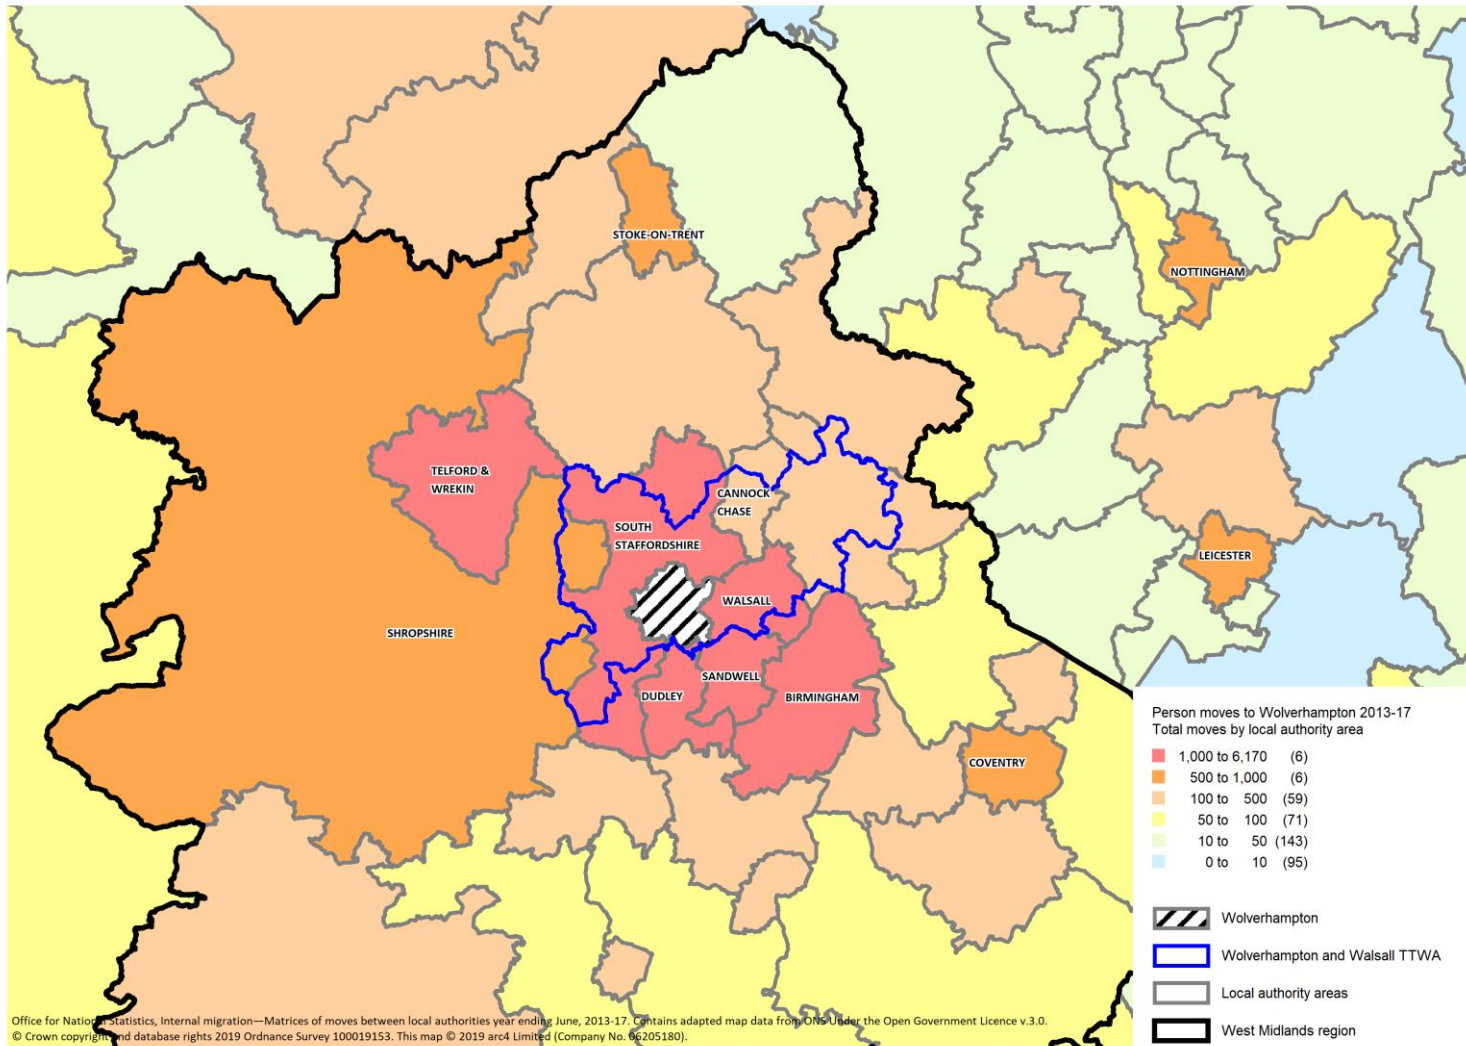 STOKE-ON-TRENT
NOTTINGHAM
TELFORD &
WREKIN
CANNOCK
CHASE
SOUTH
STAFFORDSHIRE
LEICESTER
WALSALL
SHROPSHIRE
SANDWELL
DUDLEY
BIRMINGHAM
COVENTRY
Person moves to Wolverhampton 2013-17
Total moves by local authority area
1,000 to 6,170 (6)
500 to 1,000 (6)
100 to 500 (59)
50 to 100 (71)
10 to 50 (143)
0 to 10 (95)
Wolverhampton
Wolverhampton and Walsall TTWA
Local authority areas
West Midlands region
Office for National Statistics, Internal migration—Matrices of moves between local authorities year ending June, 2013-17. Contains adapted map data from ONS Under the Open Government Licence v.3.0.
© Crown copyright and database rights 2019 Ordnance Survey 100019153. This map © 2019 arc4 Limited (Company No. 06205180).